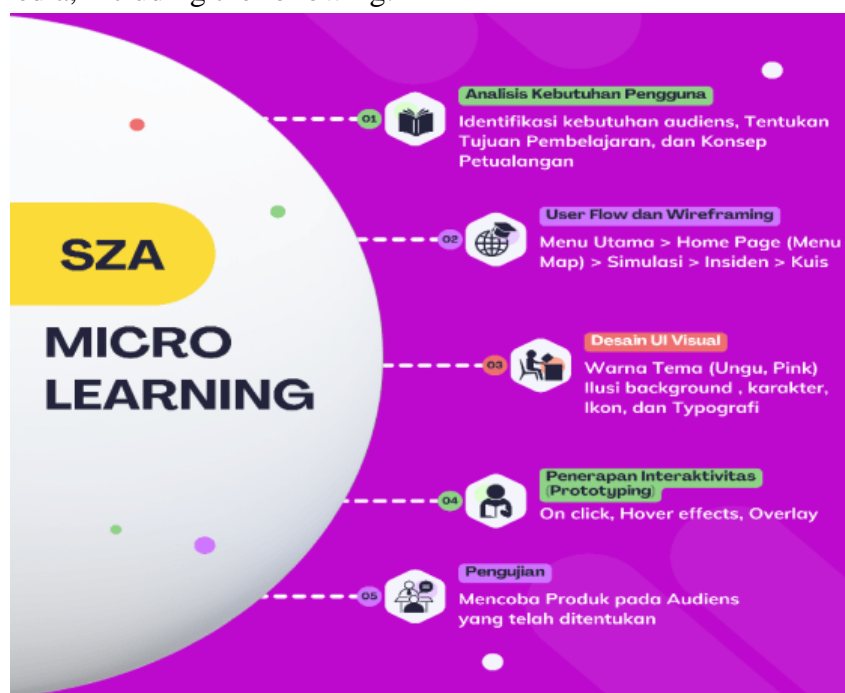 SZA
MICRO
LEARNING
01
Analisis Kebutuhan Pengguna
Identifikasi kebutuhan audiens, Tentukan
Tujuan Pembelajaran, dan Konsep
Petualangan
02
User Flow dan Wireframing
Menu Utama > Home Page (Menu
Map) > Simulasi > Insiden > Kuis
03
Desain UI Visual
Warna Tema (Ungu, Pink)
Ilusi background , karakter,
Ikon, dan Typografi
04
Penerapan Interaktivitas
(Prototyping)
On click, Hover effects, Overlay
05
Pengujian
Mencoba Produk pada Audiens
yang telah ditentukan